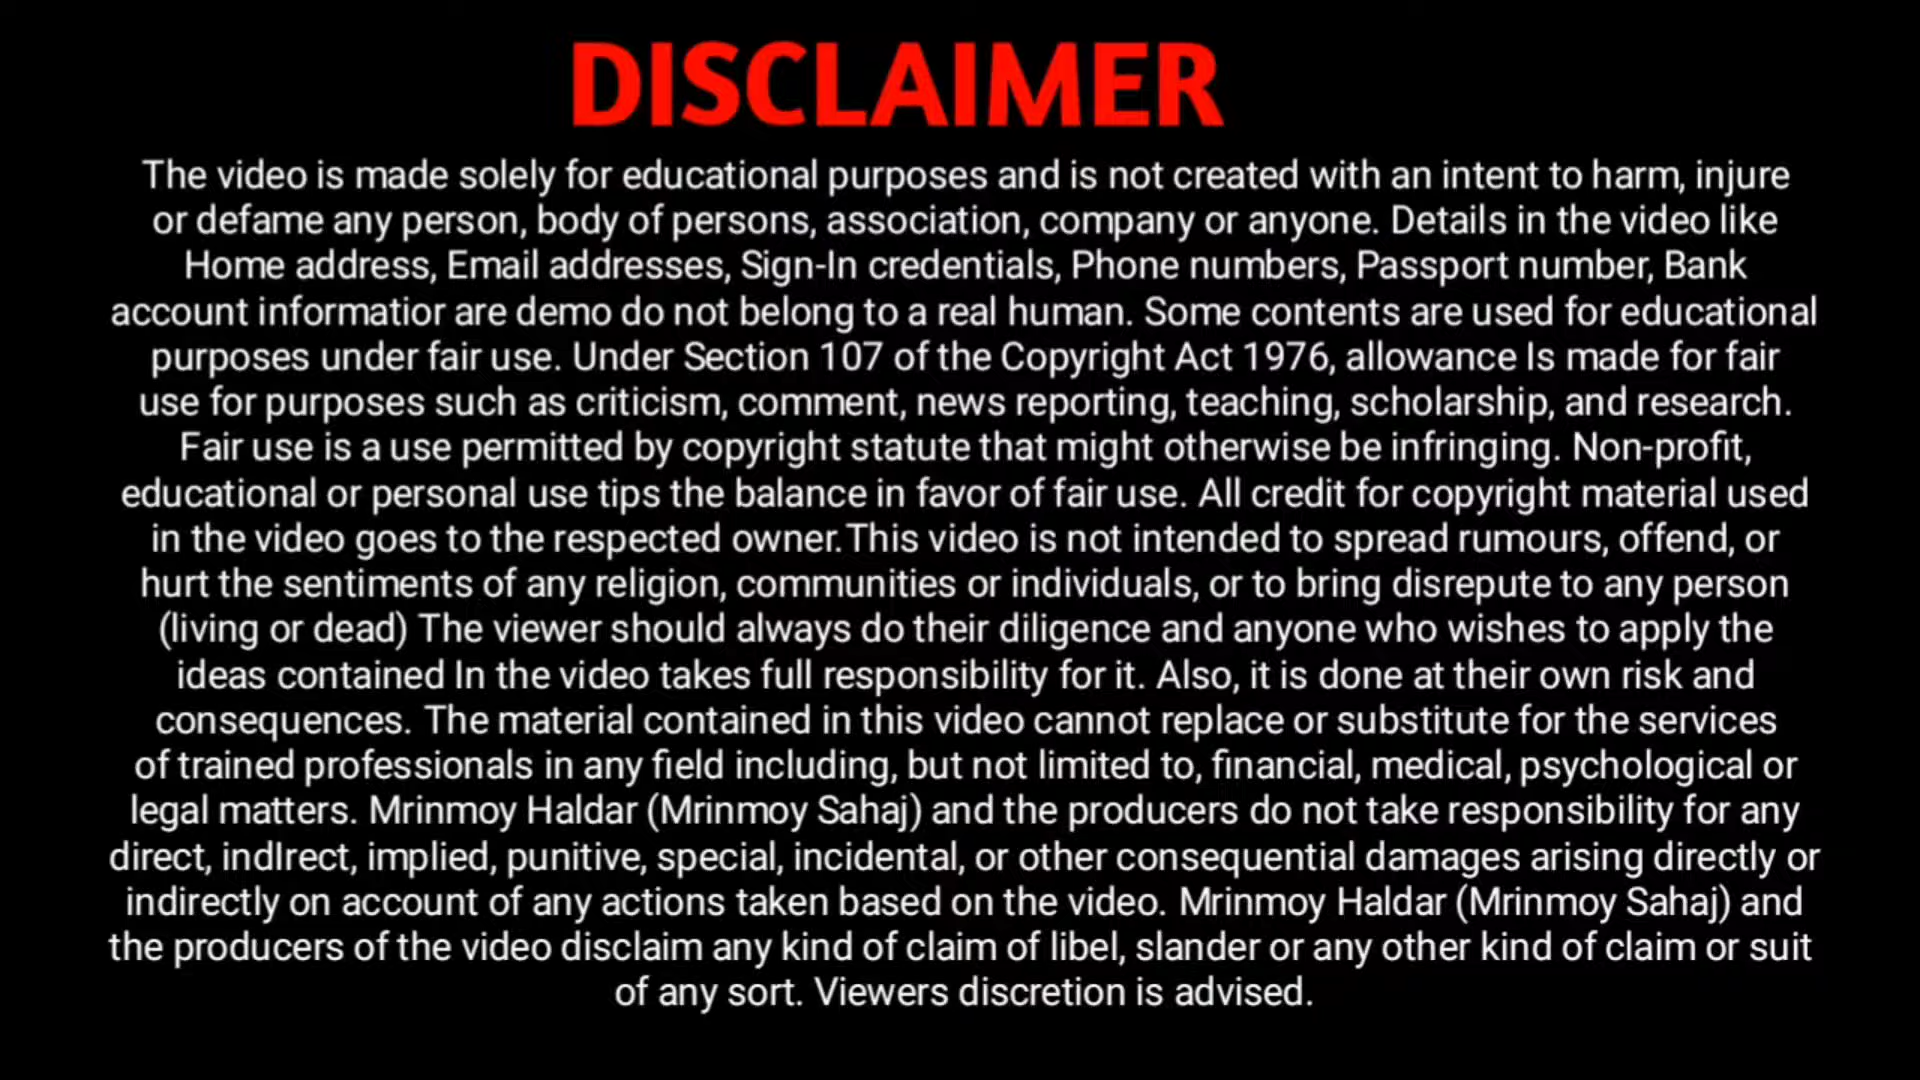 DISCLAIMER
The video is made solely for educational purposes and is not created with an intent to harm, injure
or defame any person, body of persons, association, company or anyone. Details in the video like
Home address, Email addresses, Sign-In credentials, Phone numbers, Passport number, Bank
account informatior are demo do not belong to a real human. Some contents are used for educational
purposes under fair use. Under Section 107 of the Copyright Act 1976, allowance Is made for fair
use for purposes such as criticism, comment, news reporting, teaching, scholarship, and research.
Fair use is a use permitted by copyright statute that might otherwise be infringing. Non-profit,
educational or personal use tips the balance in favor of fair use. All credit for copyright material used
in the video goes to the respected owner.This video is not intended to spread rumours, offend, or
hurt the sentiments of any religion, communities or individuals, or to bring disrepute to any person
(living or dead) The viewer should always do their diligence and anyone who wishes to apply the
ideas contained In the video takes full responsibility for it. Also, it is done at their own risk and
consequences. The material contained in this video cannot replace or substitute for the services
of trained professionals in any field including, but not limited to, financial, medical, psychological or
legal matters. Mrinmoy Haldar (Mrinmoy Sahaj) and the producers do not take responsibility for any
direct, indIrect, implied, punitive, special, incidental, or other consequential damages arising directly or
indirectly on account of any actions taken based on the video. Mrinmoy Haldar (Mrinmoy Sahaj) and
the producers of the video disclaim any kind of claim of libel, slander or any other kind of claim or suit
of any sort. Viewers discretion is advised.